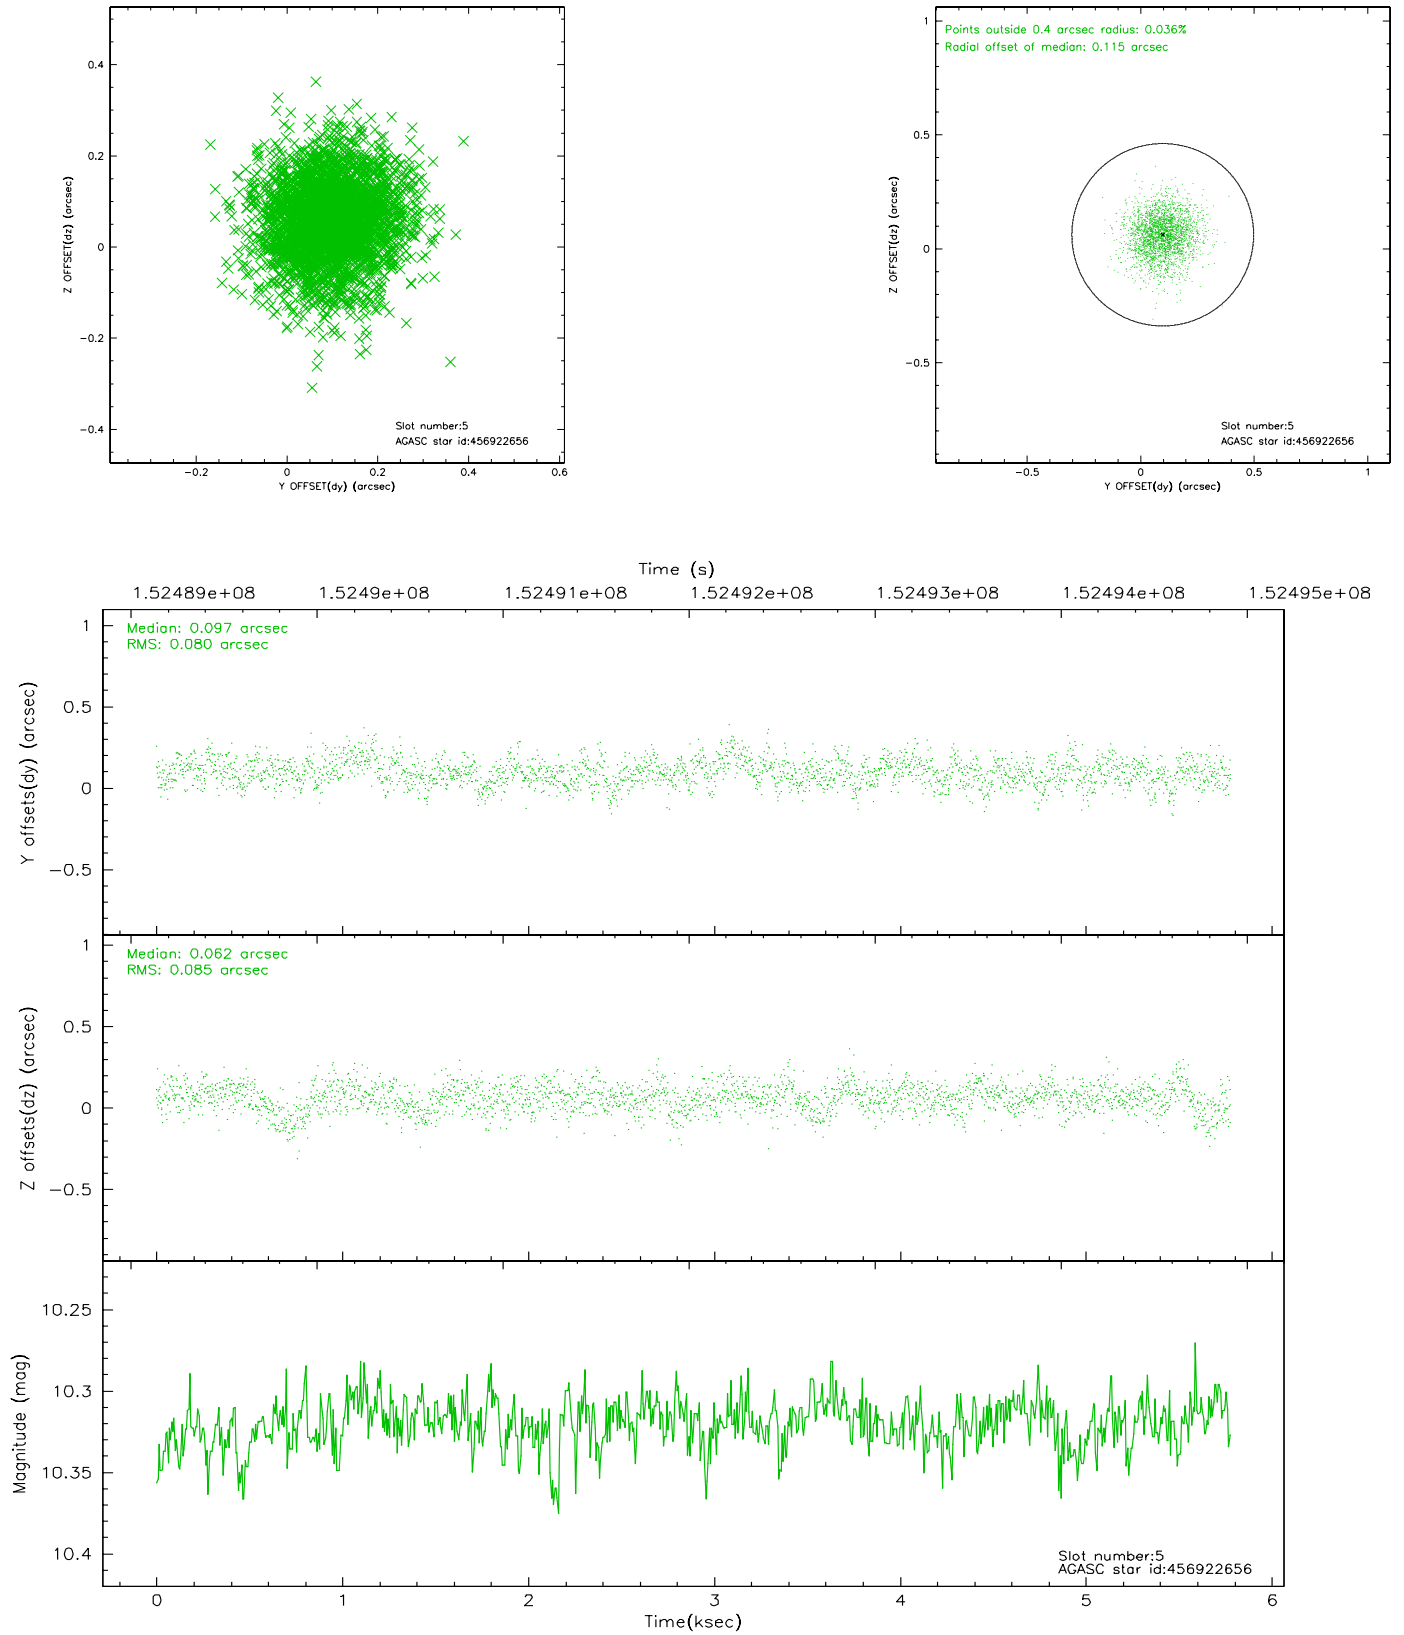 0.4
0.2
0
−0.2
−0.4
Z OFFSET(dz) (arcsec)
−0.2 0 0.2 0.4 0.6
Y OFFSET(dy) (arcsec)
Slot number:5
AGASC star id:456922656
Points outside 0.4 arcsec radius: 0.036%
Radial offset of median: 0.115 arcsec
1
0.5
0
−0.5
Z OFFSET(dz) (arcsec)
−0.5 0 0.5 1
Y OFFSET(dy) (arcsec)
Slot number:5
AGASC star id:456922656
Time (s)
1.52489e+08 1.5249e+08 1.52491e+08 1.52492e+08 1.52493e+08 1.52494e+08 1.52495e+08
Median: 0.097 arcsec
RMS: 0.080 arcsec
1
0.5
0
−0.5
Y offsets(dy) (arcsec)
Median: 0.062 arcsec
RMS: 0.085 arcsec
1
0.5
0
−0.5
Z offsets(dz) (arcsec)
10.25
10.3
10.35
10.4
Magnitude (mag)
Slot number:5
AGASC star id:456922656
0 1 2 3 4 5 6
Time(ksec)